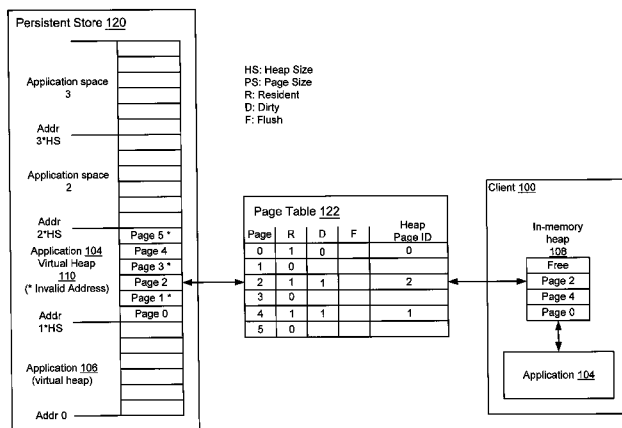 Persistent Store 120
Application space
3
Addr
3*HS
Application space
2
Addr
2*HS
Application 104
Virtual Heap
110
(* Invalid Address)
Addr
1*HS
Application 106
(virtual heap)
Addr 0
Page 5 *
Page 4
Page 3 *
Page 2
Page 1 *
Page 0
HS: Heap Size
PS: Page Size
R: Resident
D: Dirty
F: Flush
Page Table 122
Page R D F Heap Page ID
0 1 0 0
1 0
2 1 1 2
3 0
4 1 1 1
5 0
Client 100
In-memory
heap
108
Free
Page 2
Page 4
Page 0
Application 104